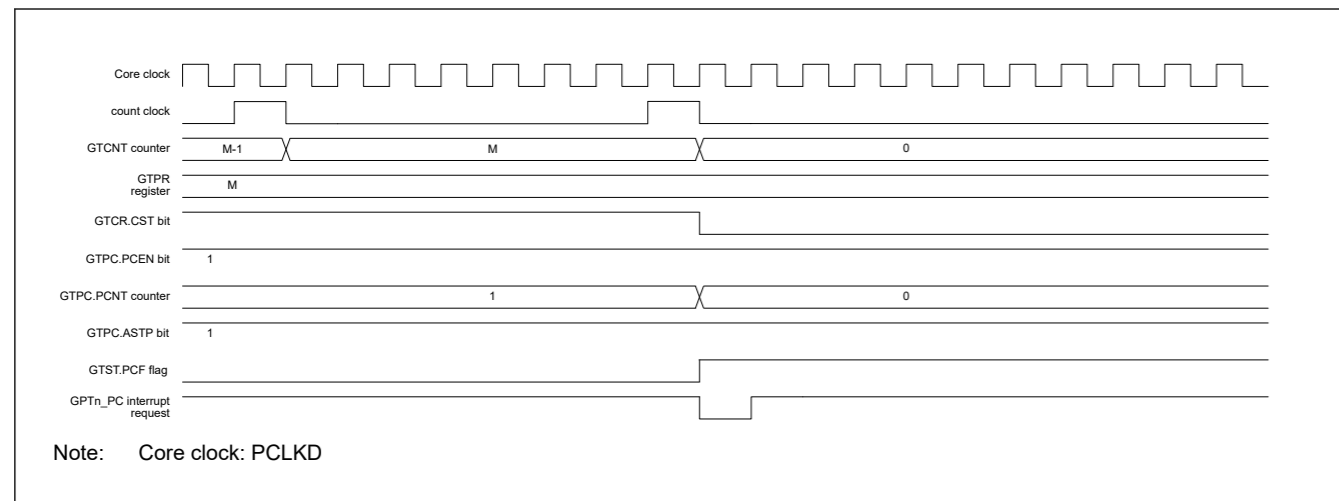 Core clock
count clock
GTCNT counter M-1 M 0
GTPR
register M
GTCR.CST bit
GTPC.PCEN bit 1
GTPC.PCNT counter 1 0
GTPC.ASTP bit 1
GTST.PCF flag
GPTn_PC interrupt
request
Note: Core clock: PCLKD